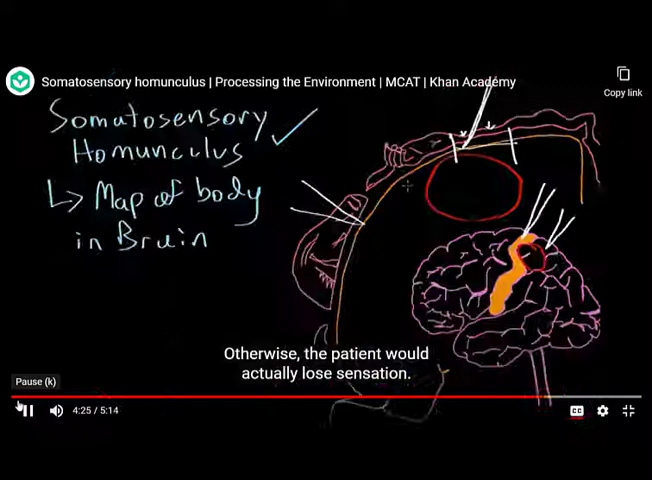 Somatosensory homunculus | Processing the Environment | MCAT | Khan Academy
Copy link
Somatosensory
Homunculus
↳ Map of body
in Brain
Otherwise, the patient would
actually lose sensation.
Pause (k)
4:25 / 5:14
CC